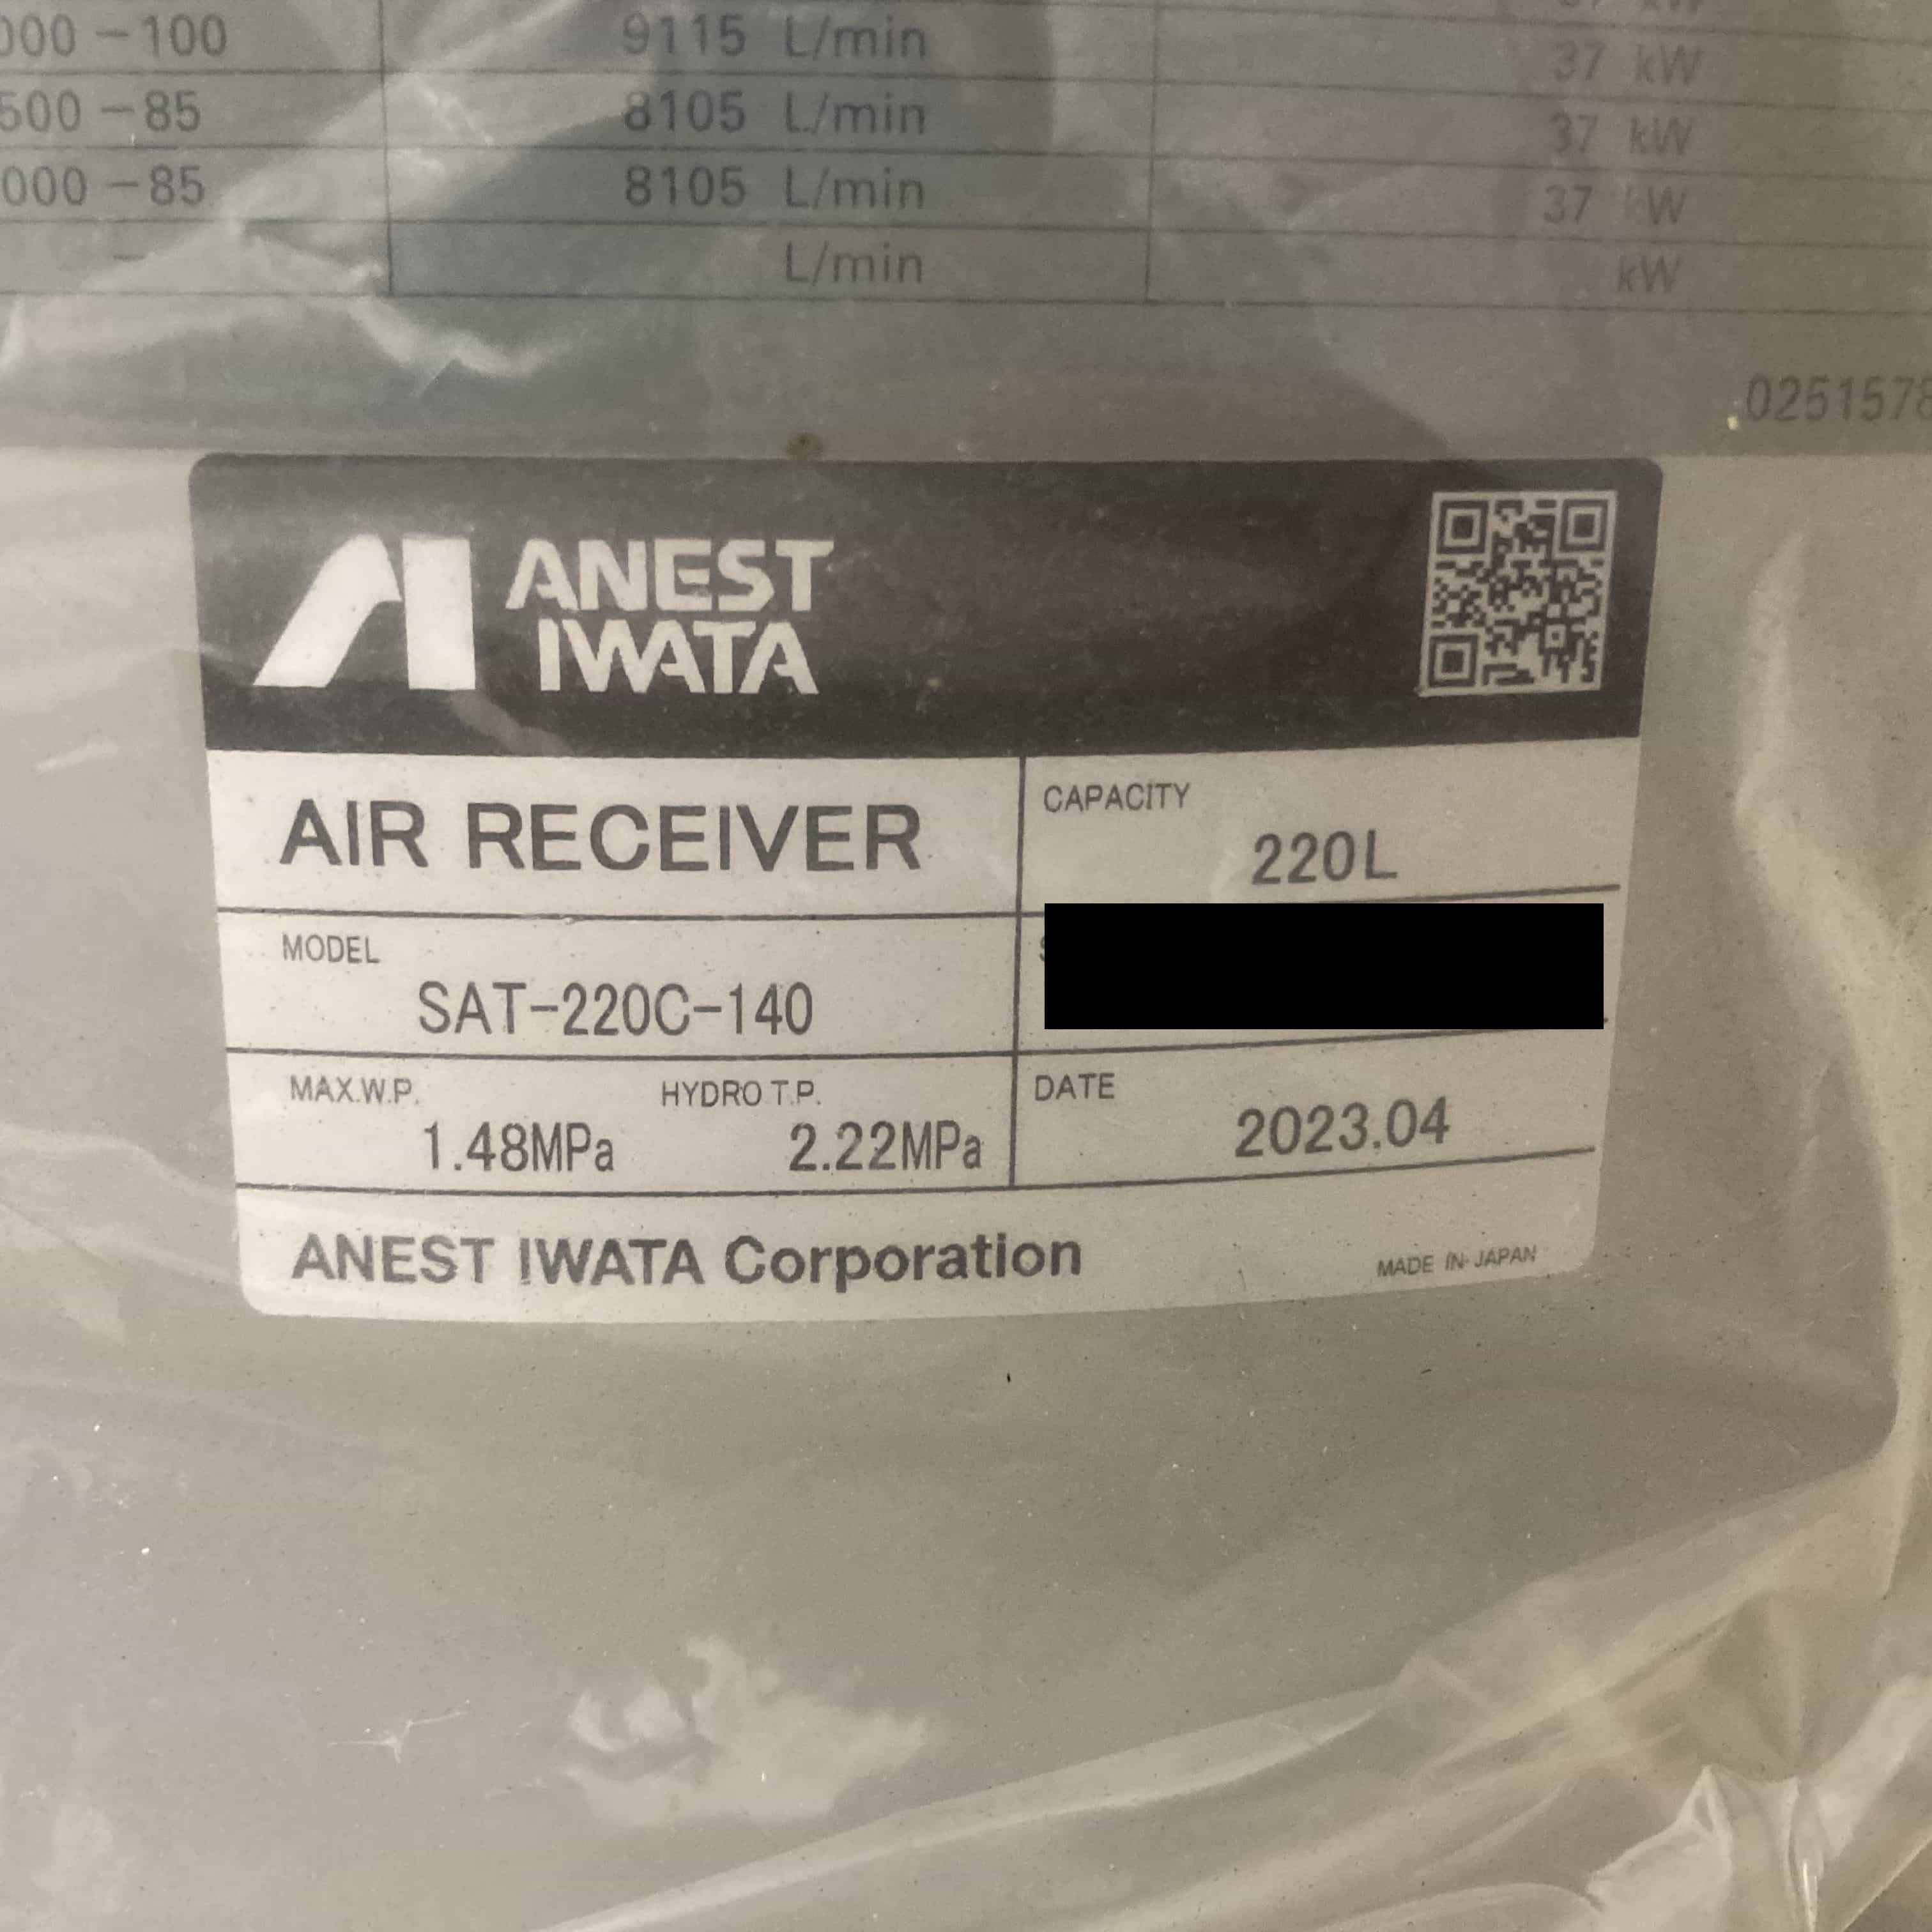 000 -100 9115 L/min 37 kW
500 -85 8105 L/min 37 kW
000 -85 8105 L/min 37 kW
- L/min kW
0251578
ANEST
IWATA
AIR RECEIVER
CAPACITY
220L
MODEL
SAT-220C-140
MAX.W.P.
1.48MPa
HYDRO T.P.
2.22MPa
DATE
2023.04
ANEST IWATA Corporation
MADE IN JAPAN